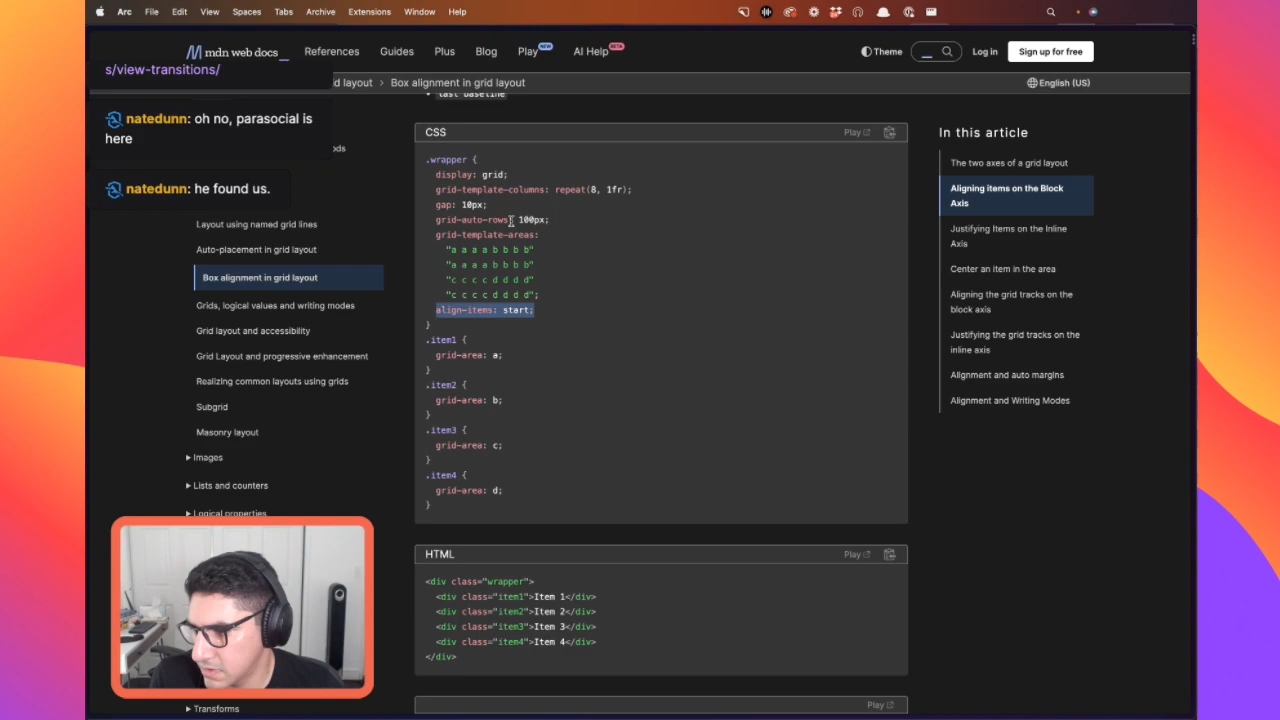 Arc File Edit View Spaces Tabs Archive Extensions Window Help
mdn web docs_ References Guides Plus Blog Play NEW AI Help BETA Theme Log in Sign up for free
s/view-transitions/
d layout > Box alignment in grid layout English (US)
natedunn: oh no, parasocial is
here
natedunn: he found us.
ods
Layout using named grid lines
Auto-placement in grid layout
Box alignment in grid layout
Grids, logical values and writing modes
Grid layout and accessibility
Grid Layout and progressive enhancement
Realizing common layouts using grids
Subgrid
Masonry layout
Images
Lists and counters
Logical properties
Transforms
last baseline
CSS Play
.wrapper {
display: grid;
grid-template-columns: repeat(8, 1fr);
gap: 10px;
grid-auto-rows: 100px;
grid-template-areas:
"a a a a b b b b"
"a a a a b b b b"
"c c c c d d d d"
"c c c c d d d d";
align-items: start;
}
.item1 {
grid-area: a;
}
.item2 {
grid-area: b;
}
.item3 {
grid-area: c;
}
.item4 {
grid-area: d;
}
HTML Play
<div class="wrapper">
<div class="item1">Item 1</div>
<div class="item2">Item 2</div>
<div class="item3">Item 3</div>
<div class="item4">Item 4</div>
</div>
Play
In this article
The two axes of a grid layout
Aligning items on the Block
Axis
Justifying Items on the Inline
Axis
Center an item in the area
Aligning the grid tracks on the
block axis
Justifying the grid tracks on the
inline axis
Alignment and auto margins
Alignment and Writing Modes